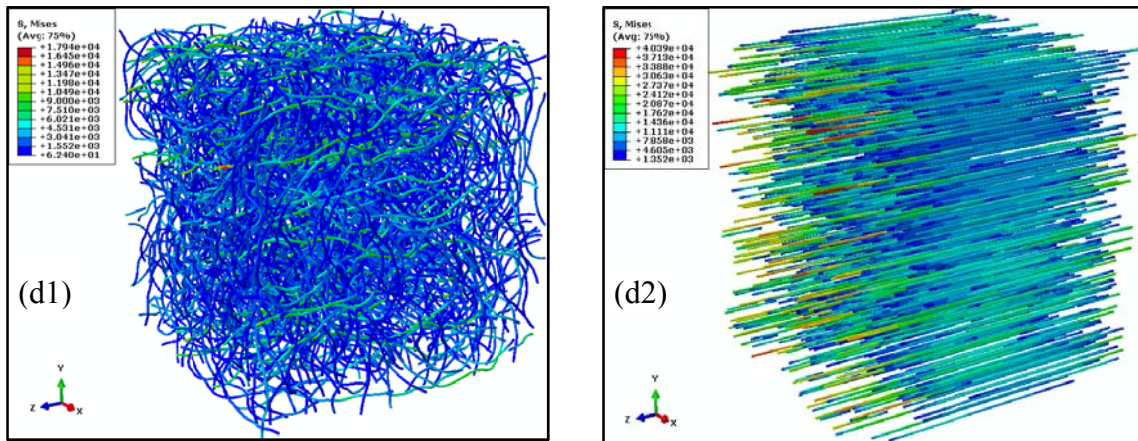 S, Mises
(Avg: 75%)
+1.794e+04
+1.645e+04
+1.496e+04
+1.347e+04
+1.198e+04
+1.049e+04
+9.000e+03
+7.510e+03
+6.021e+03
+4.531e+03
+3.041e+03
+1.552e+03
+6.240e+01
(d1)
Y
Z
X
S, Mises
(Avg: 75%)
+4.039e+04
+3.713e+04
+3.388e+04
+3.063e+04
+2.737e+04
+2.412e+04
+2.087e+04
+1.762e+04
+1.436e+04
+1.111e+04
+7.858e+03
+4.605e+03
+1.352e+03
(d2)
Y
Z
X